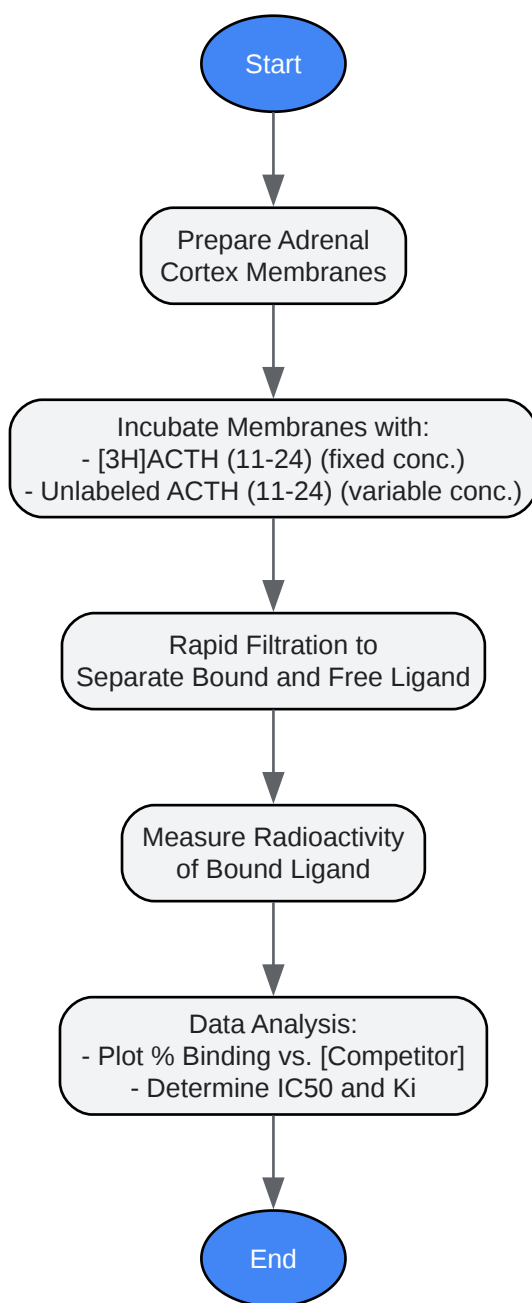 Start
Prepare Adrenal
Cortex Membranes
Incubate Membranes with:
- [3H]ACTH (11-24) (fixed conc.)
- Unlabeled ACTH (11-24) (variable conc.)
Rapid Filtration to
Separate Bound and Free Ligand
Measure Radioactivity
of Bound Ligand
Data Analysis:
- Plot % Binding vs. [Competitor]
- Determine IC50 and Ki
End